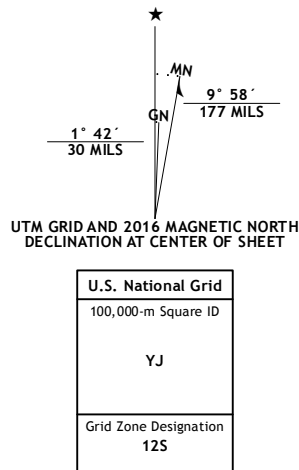 ★
MN
GN
9° 58´
177 MILS
1° 42´
30 MILS
UTM GRID AND 2016 MAGNETIC NORTH
DECLINATION AT CENTER OF SHEET
U.S. National Grid
100,000-m Square ID
YJ
Grid Zone Designation
12S